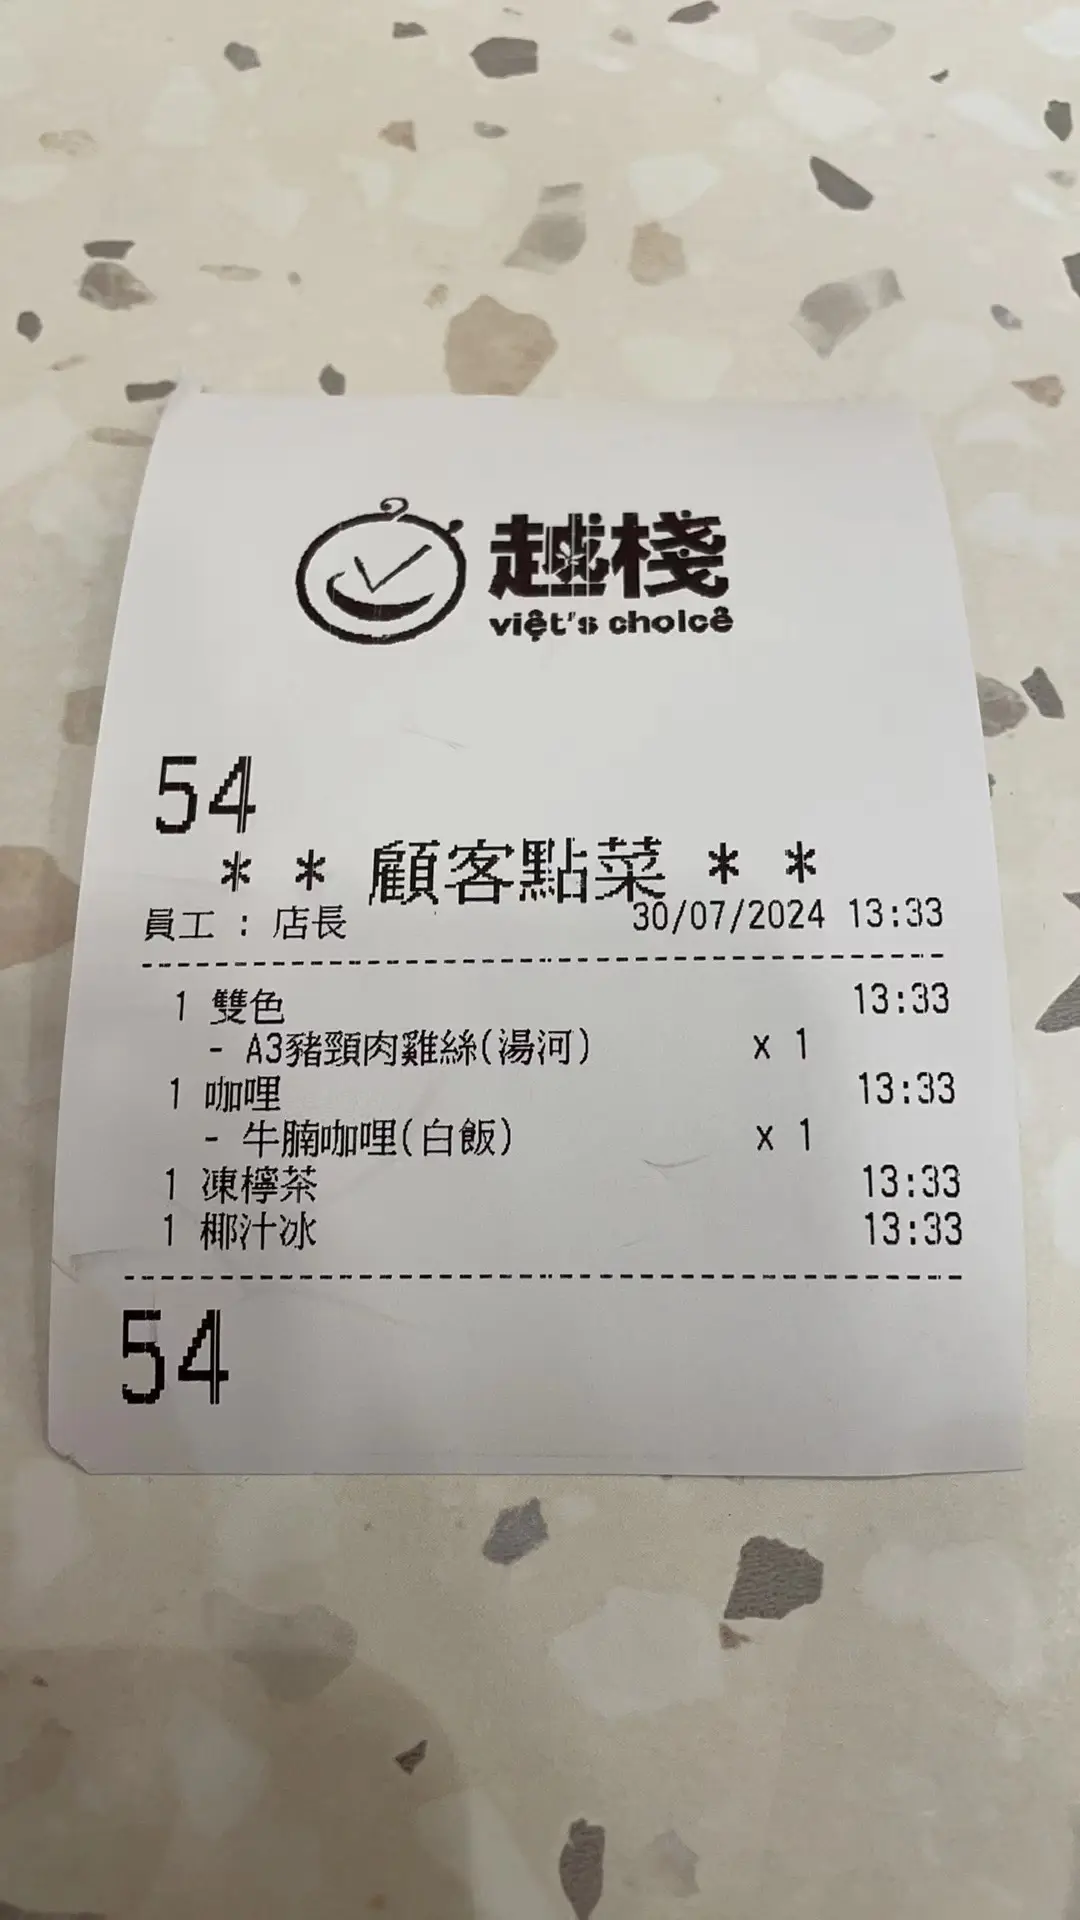 越棧
việt's choicê
54
* * 顧客點菜 * *
員工 : 店長 30/07/2024 13:33
1 雙色 13:33
- A3豬頸肉雞絲(湯河) x 1
1 咖哩 13:33
- 牛腩咖哩(白飯) x 1
1 凍檸茶 13:33
1 椰汁冰 13:33
54